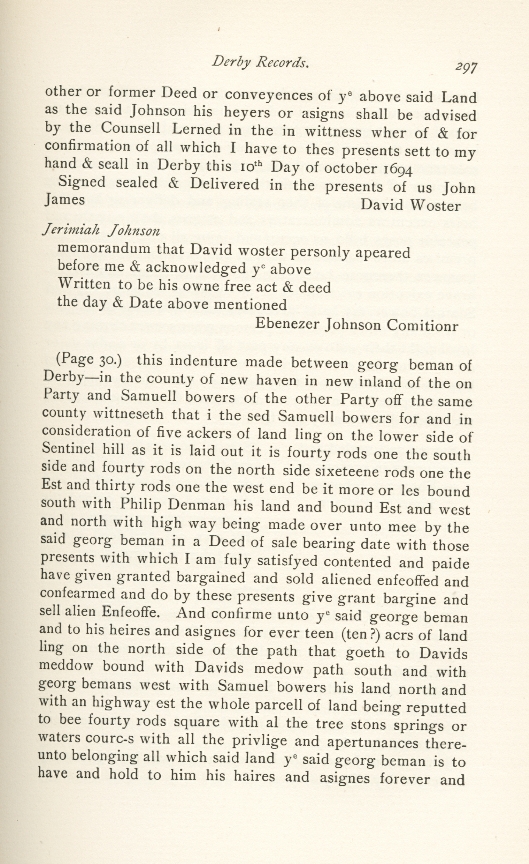 Derby Records. 297
other or former Deed or conveyences of yᵉ above said Land
as the said Johnson his heyers or asigns shall be advised
by the Counsell Lerned in the in wittness wher of & for
confirmation of all which I have to thes presents sett to my
hand & seall in Derby this 10ᵗʰ Day of october 1694
Signed sealed & Delivered in the presents of us John
James David Woster
Jerimiah Johnson
memorandum that David woster personly apeared
before me & acknowledged yᵉ above
Written to be his owne free act & deed
the day & Date above mentioned
Ebenezer Johnson Comitionr
(Page 30.) this indenture made between georg beman of
Derby—in the county of new haven in new inland of the on
Party and Samuell bowers of the other Party off the same
county wittneseth that i the sed Samuell bowers for and in
consideration of five ackers of land ling on the lower side of
Sentinel hill as it is laid out it is fourty rods one the south
side and fourty rods on the north side sixeteene rods one the
Est and thirty rods one the west end be it more or les bound
south with Philip Denman his land and bound Est and west
and north with high way being made over unto mee by the
said georg beman in a Deed of sale bearing date with those
presents with which I am fuly satisfyed contented and paide
have given granted bargained and sold aliened enfeoffed and
confearmed and do by these presents give grant bargine and
sell alien Enfeoffe. And confirme unto yᵉ said george beman
and to his heires and asignes for ever teen (ten?) acrs of land
ling on the north side of the path that goeth to Davids
meddow bound with Davids medow path south and with
georg bemans west with Samuel bowers his land north and
with an highway est the whole parcell of land being reputted
to bee fourty rods square with al the tree stons springs or
waters courc-s with all the privlige and apertunances there-
unto belonging all which said land yᵉ said georg beman is to
have and hold to him his haires and asignes forever and